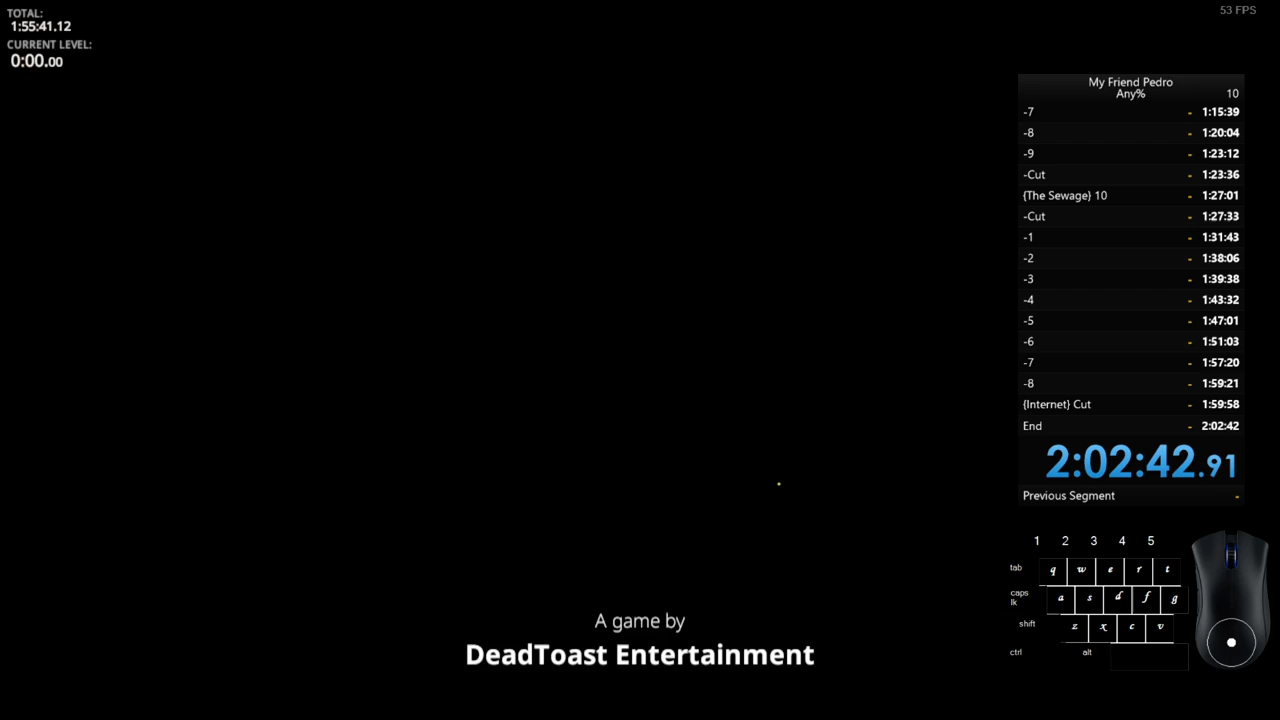 TOTAL:
1:55:41.12
CURRENT LEVEL:
0:00.00
53 FPS
My Friend Pedro
Any% 10
-7 - 1:15:39
-8 - 1:20:04
-9 - 1:23:12
-Cut - 1:23:36
{The Sewage} 10 - 1:27:01
-Cut - 1:27:33
-1 - 1:31:43
-2 - 1:38:06
-3 - 1:39:38
-4 - 1:43:32
-5 - 1:47:01
-6 - 1:51:03
-7 - 1:57:20
-8 - 1:59:21
{Internet} Cut - 1:59:58
End - 2:02:42
2:02:42.91
Previous Segment -
1 2 3 4 5
tab q w e r t
caps lk a s d f g
shift z x c v
ctrl alt
A game by
DeadToast Entertainment